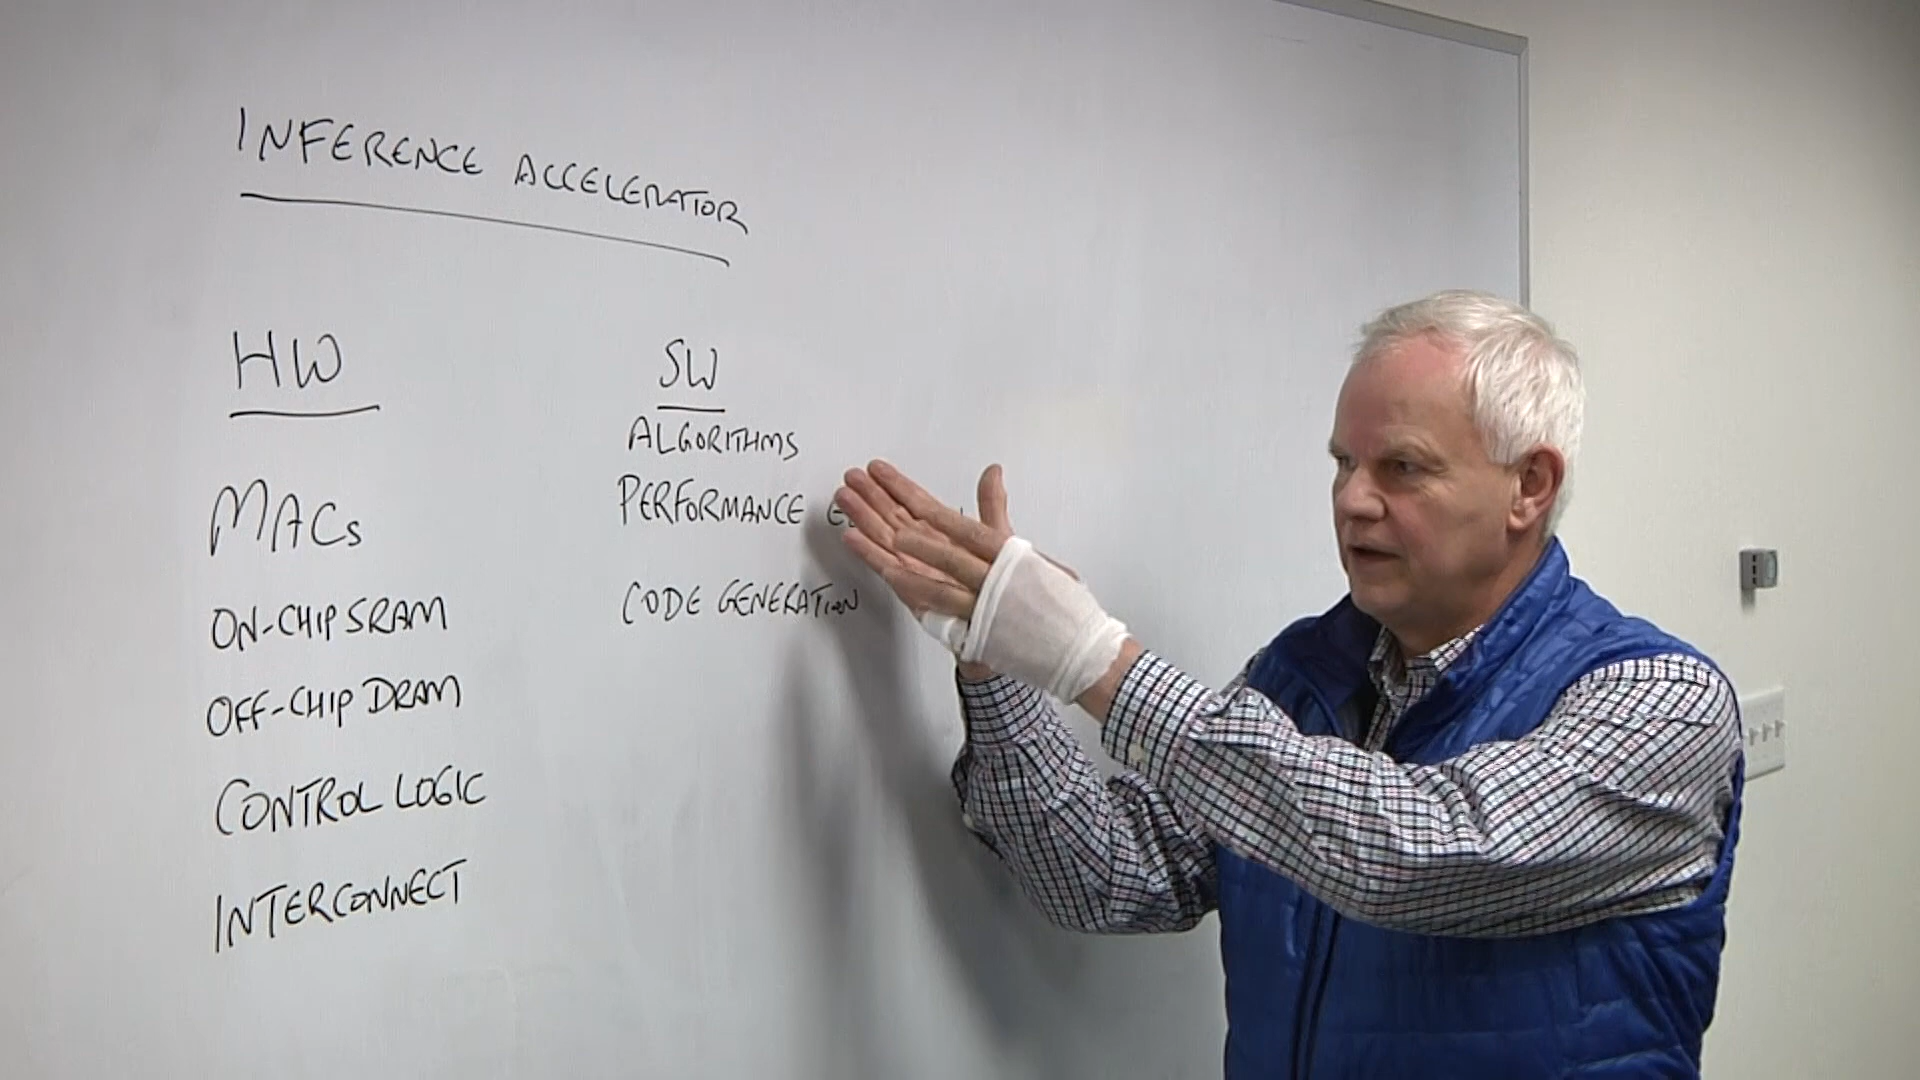 INFERENCE ACCELERATOR
HW
MACs
ON-CHIP SRAM
OFF-CHIP DRAM
CONTROL LOGIC
INTERCONNECT
SW
ALGORITHMS
PERFORMANCE
CODE GENERATION